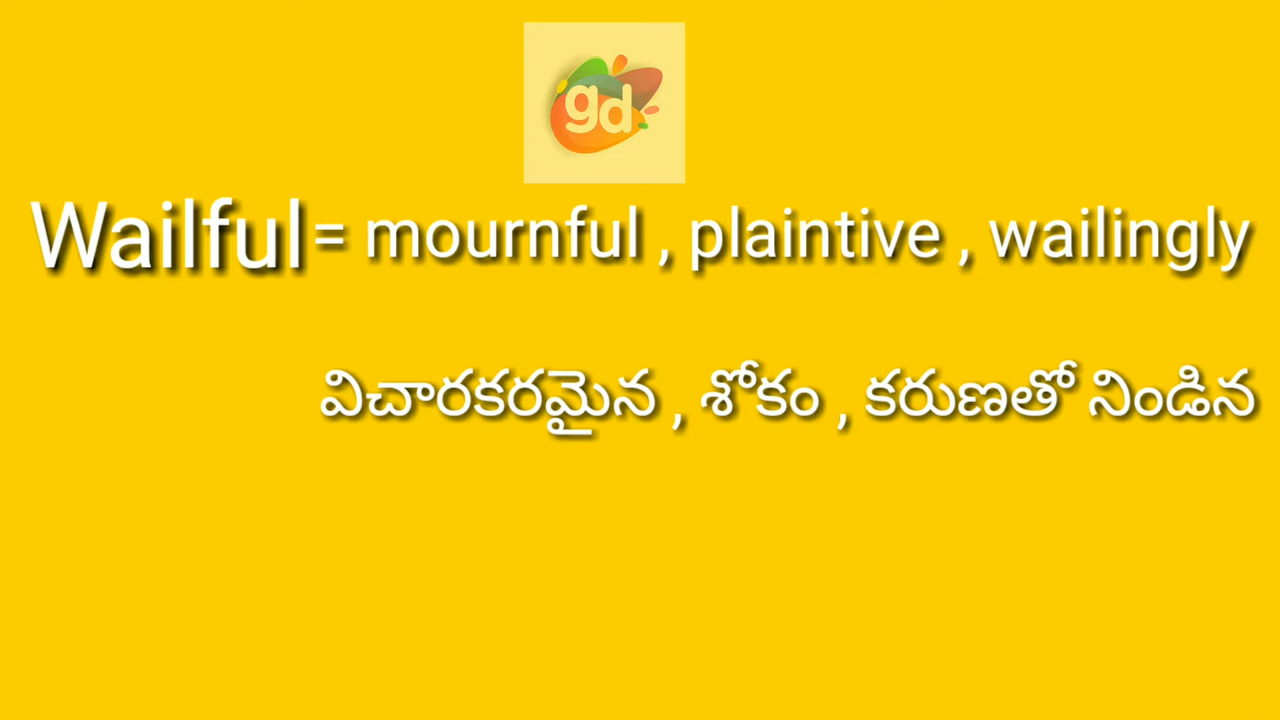 gd
Wailful = mournful , plaintive , wailingly
విచారకరమైన , శోకం , కరుణతో నిండిన